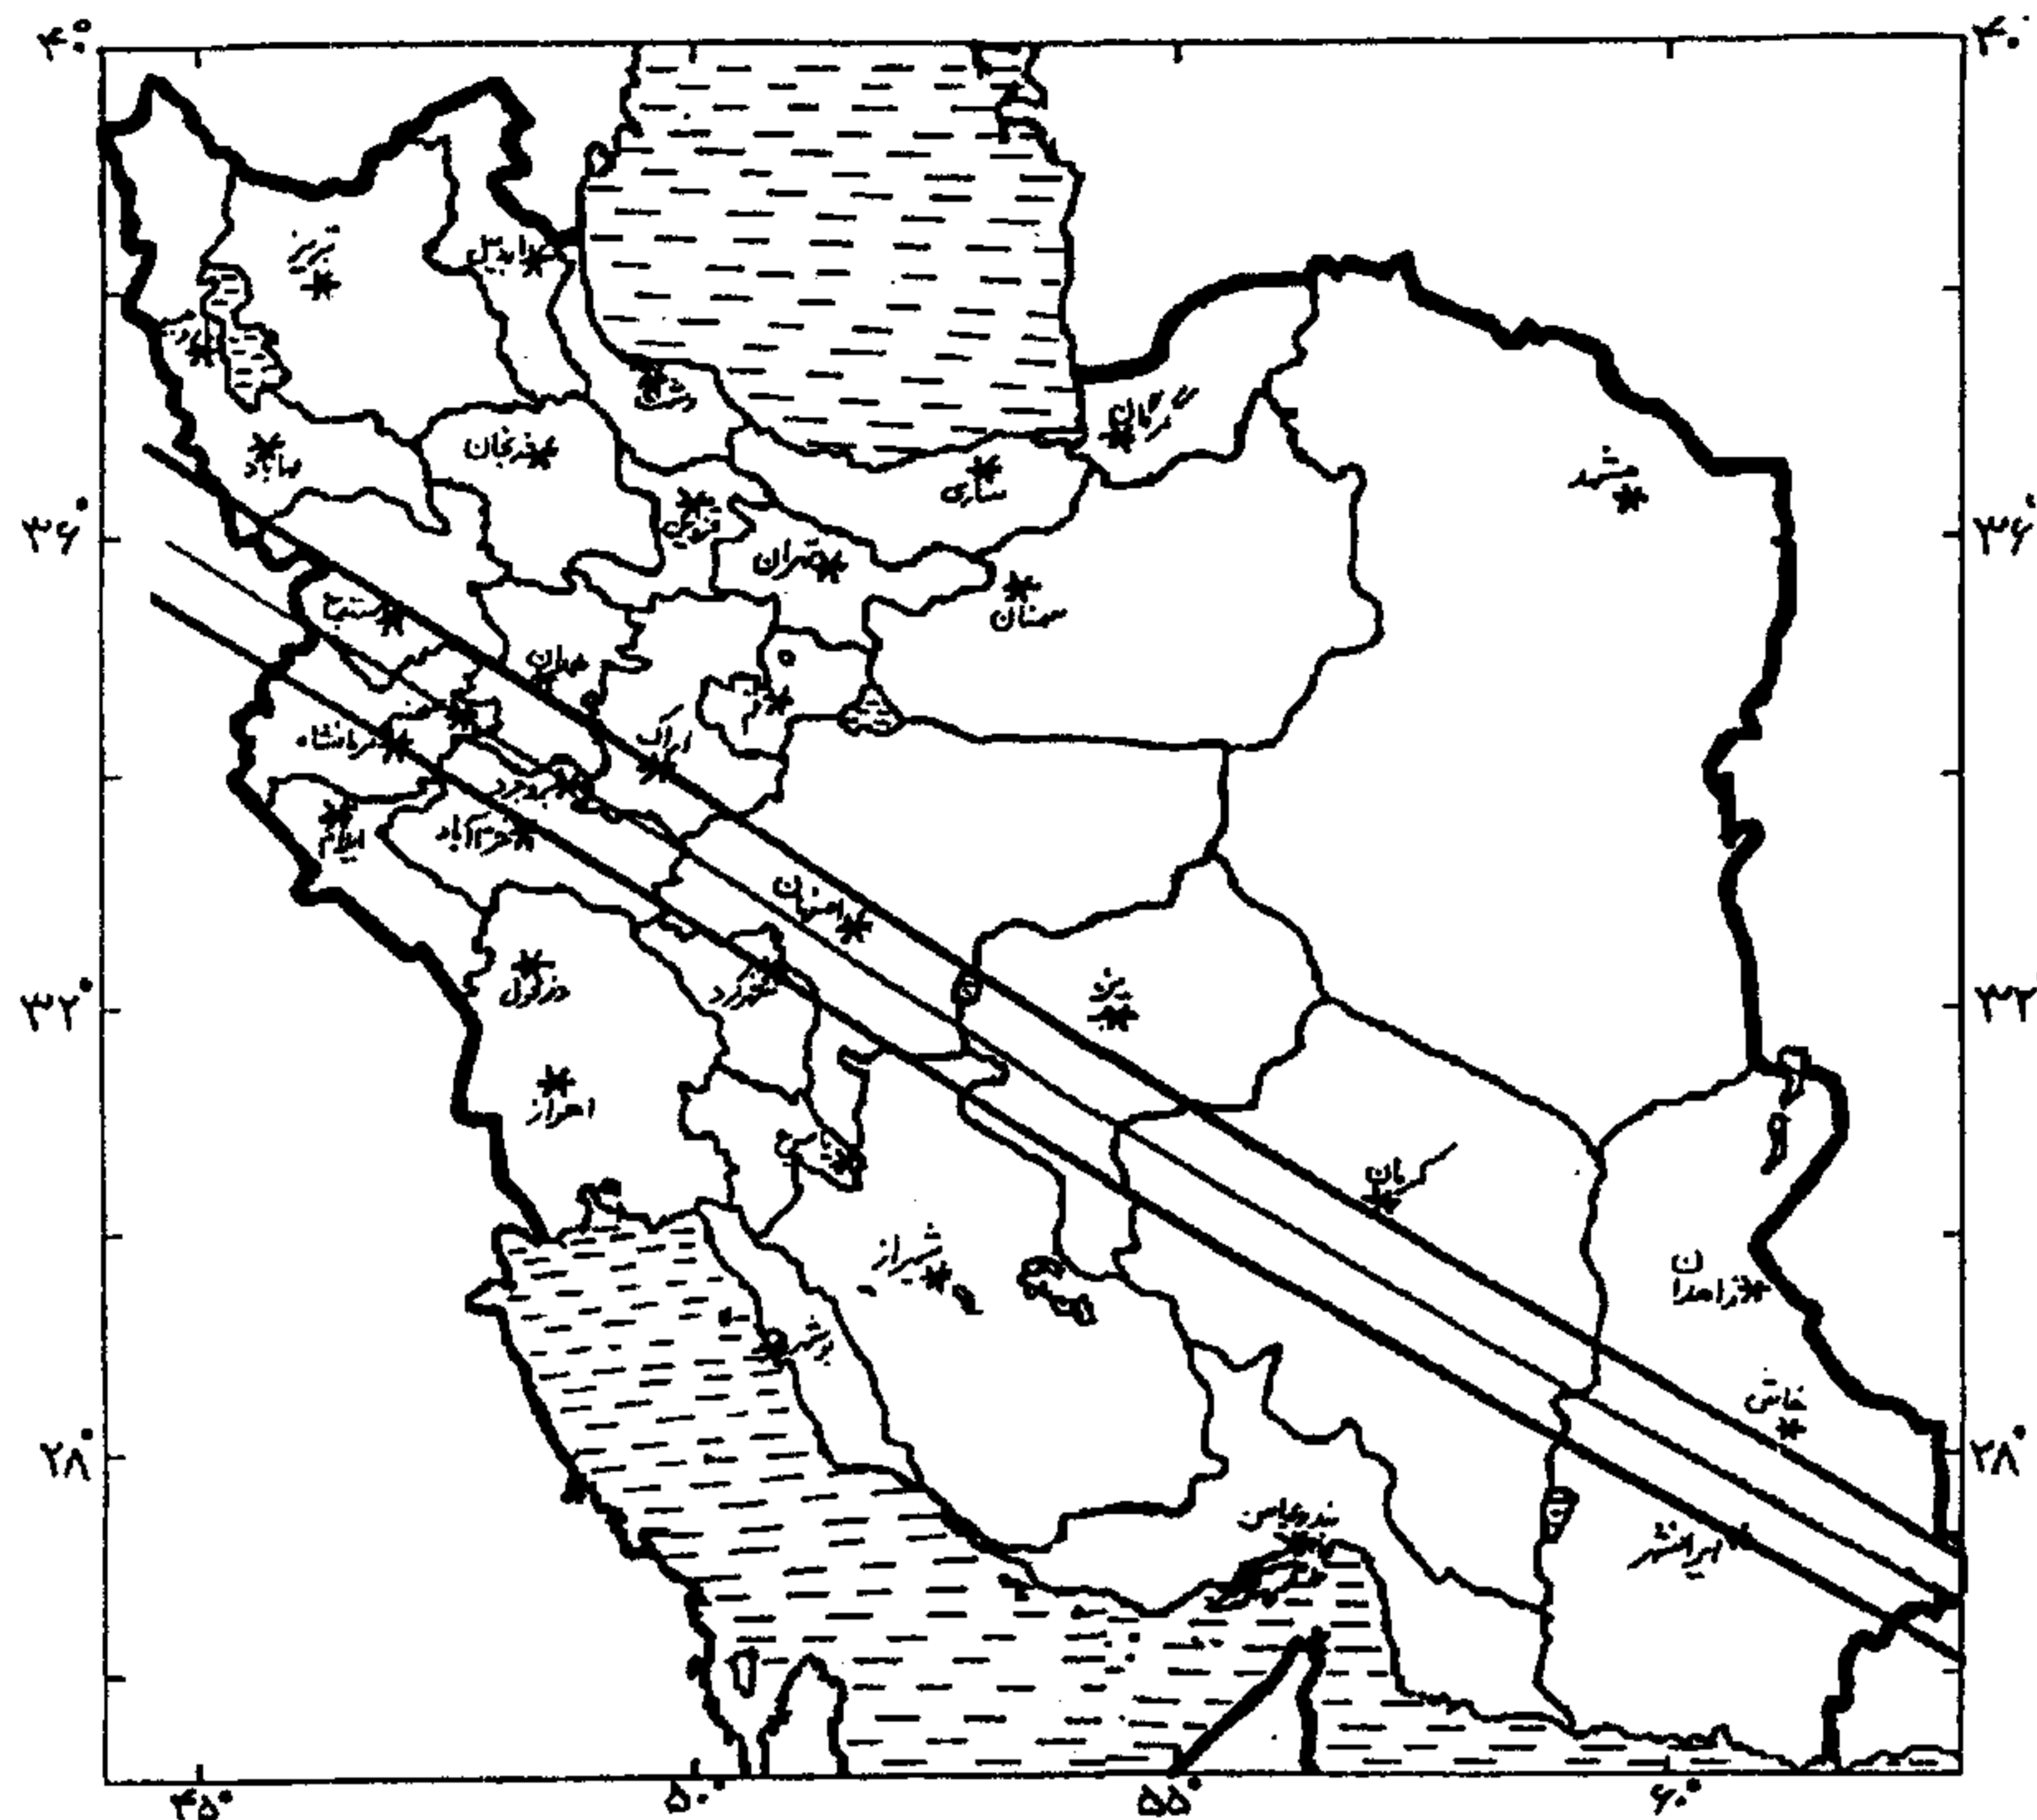 ۴۰°
۴۰°
تبریز
اردبیل
ارومیه
رشت
گرگان
مهاباد
زنجان
ساری
مشهد
قزوین
۳۶°
۳۶°
تهران
سنندج
سمنان
همدان
قم
کرمانشاه
اراک
بروجرد
ایلام
خرم‌آباد
اصفهان
دزفول
شهرکرد
یزد
۳۲°
۳۲°
اهواز
یاسوج
کرمان
شیراز
زاهدان
بوشهر
خاش
۲۸°
۲۸°
بندرعباس
ایرانشهر
۴۵°
۵۰°
۵۵°
۶۰°